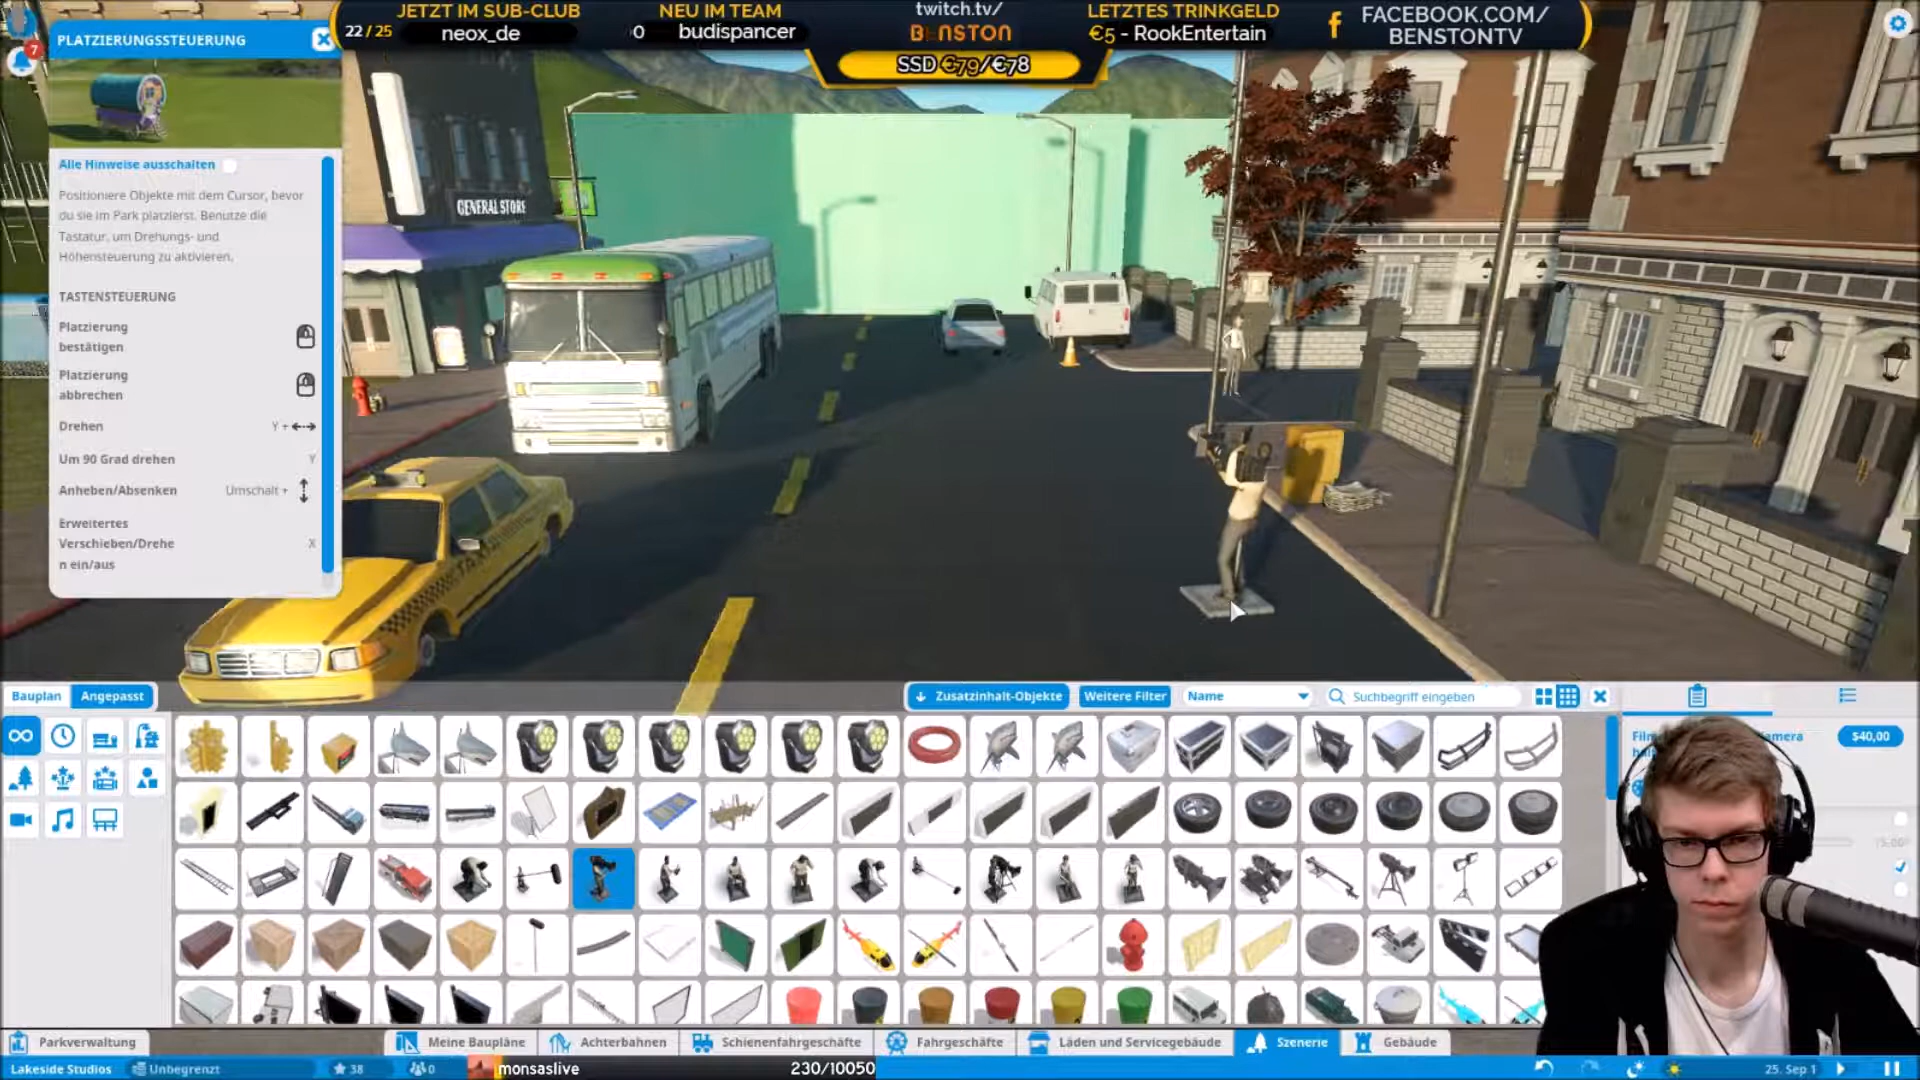 JETZT IM SUB-CLUB
22 / 25
neox_de
NEU IM TEAM
0
budispancer
twitch.tv/
BENSTON
SSD €79/€78
LETZTES TRINKGELD
€5 - RookEntertain
FACEBOOK.COM/
BENSTONTV
7
PLATZIERUNGSSTEUERUNG
Alle Hinweise ausschalten
Positioniere Objekte mit dem Cursor, bevor
du sie im Park platzierst. Benutze die
Tastatur, um Drehungs- und
Höhensteuerung zu aktivieren.
TASTENSTEUERUNG
Platzierung
bestätigen
Platzierung
abbrechen
Drehen Y +
Um 90 Grad drehen Y
Anheben/Absenken Umschalt +
Erweitertes
Verschieben/Drehe
n ein/aus X
GENERAL STORE
Bauplan
Angepasst
Zusatzinhalt-Objekte
Weitere Filter
Name
Suchbegriff eingeben
$40,00
Parkverwaltung
Meine Baupläne
Achterbahnen
Schienenfahrgeschäfte
Fahrgeschäfte
Läden und Servicegebäude
Szenerie
Gebäude
Lakeside Studios
Unbegrenzt
38
0
monsaslive
230/10050
25. Sep 1